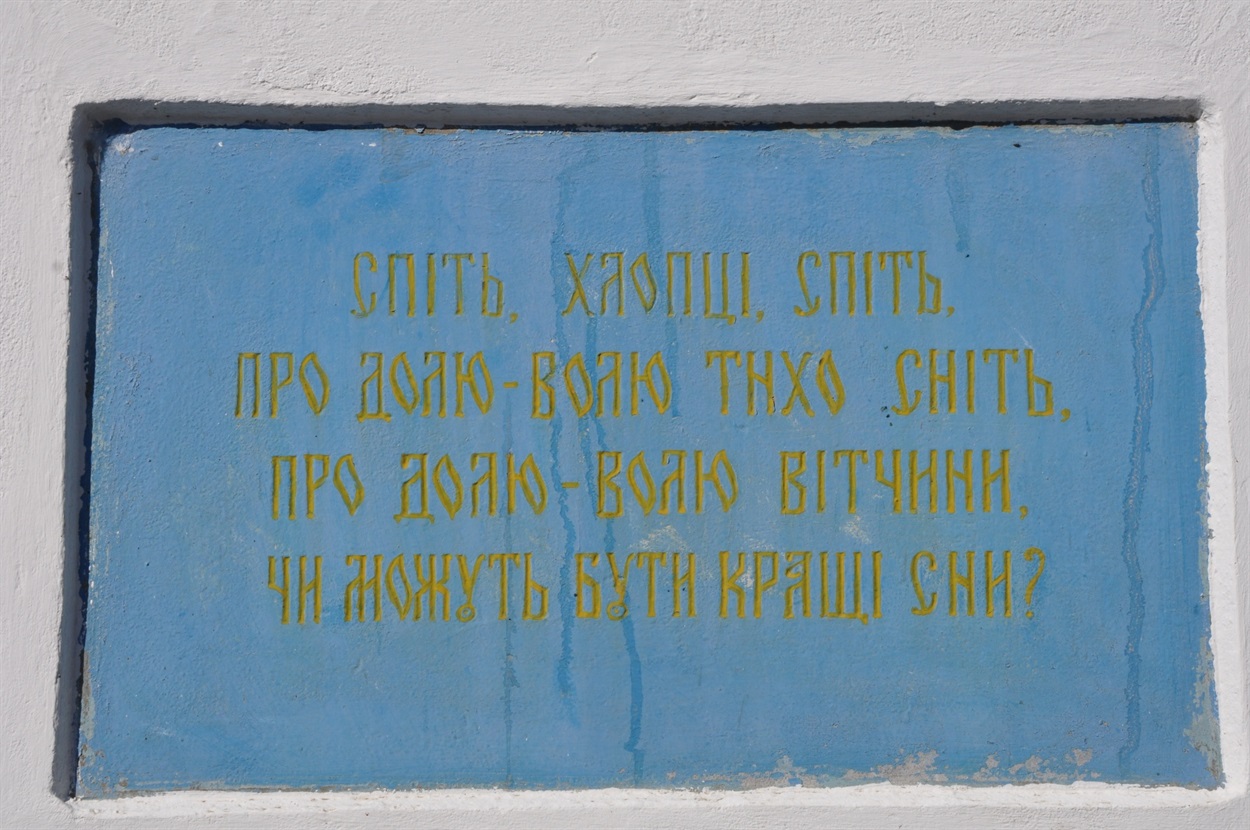 СПІТЬ, ХЛОПЦІ, СПІТЬ,
ПРО ДОЛЮ-ВОЛЮ ТИХО СНІТЬ,
ПРО ДОЛЮ-ВОЛЮ ВІТЧИНИ,
ЧИ МОЖУТЬ БУТИ КРАЩІ СНИ?